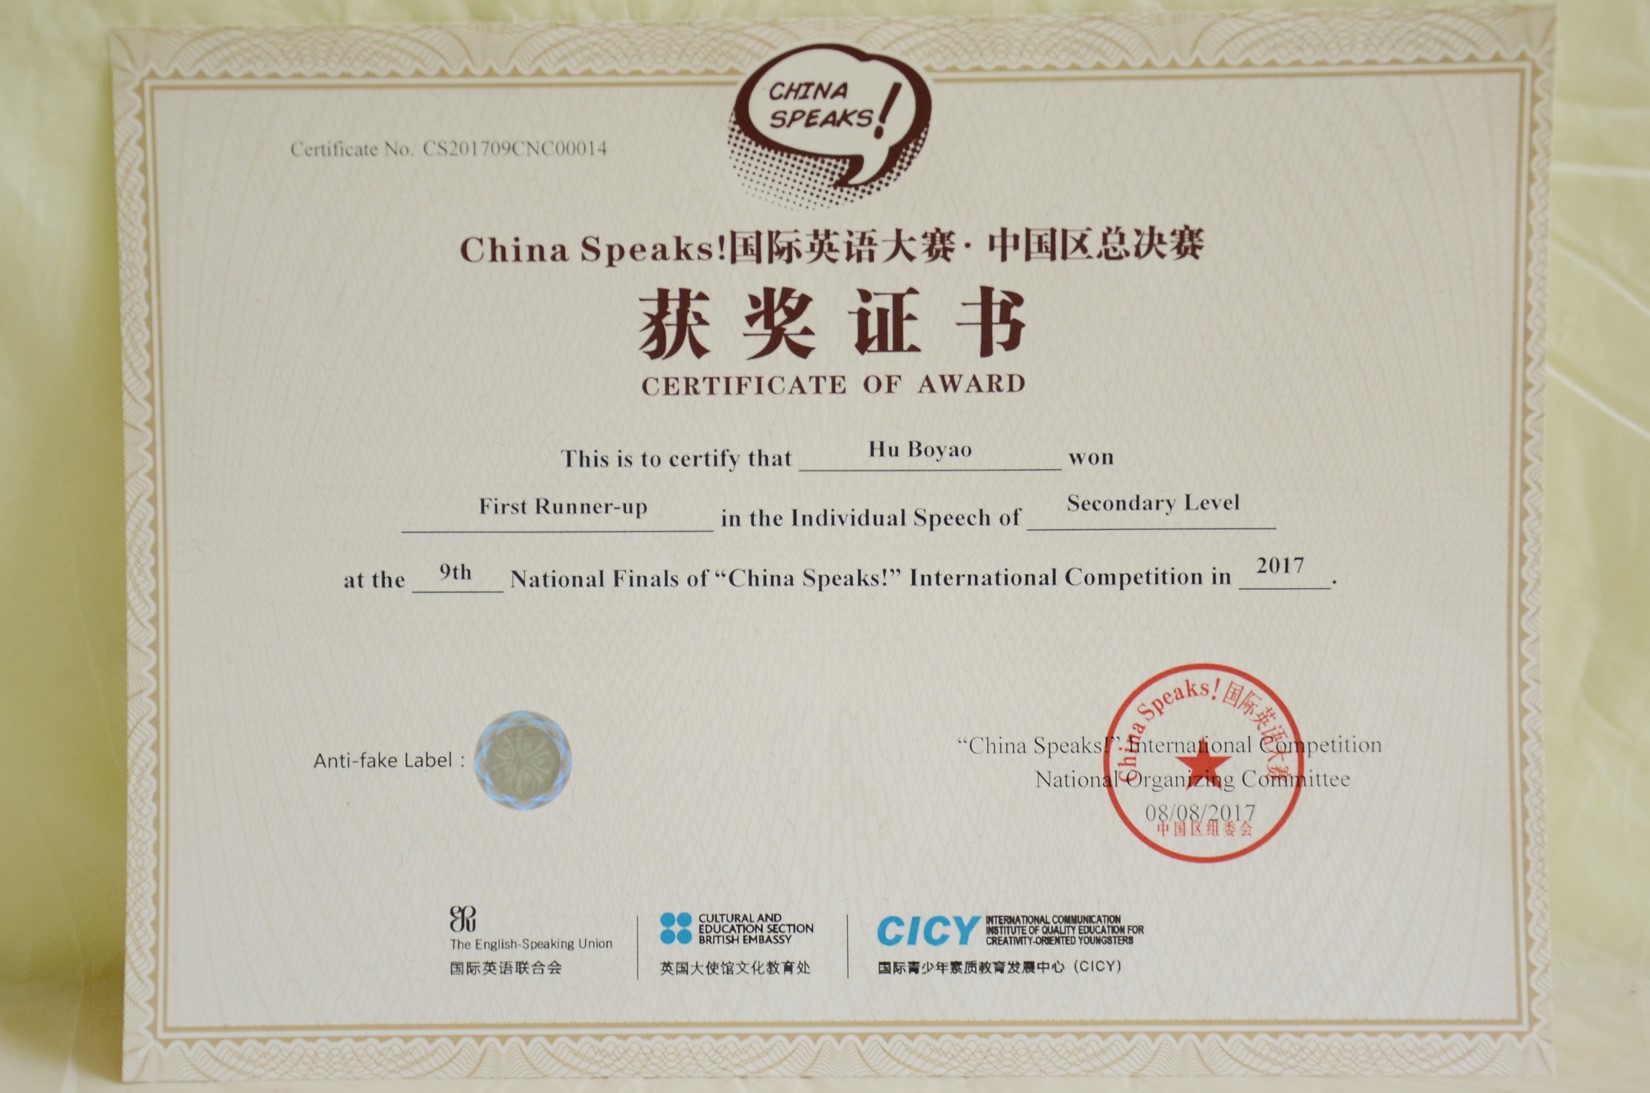 CHINA
SPEAKS!
Certificate No. CS201709CNC00014
China Speaks!国际英语大赛·中国区总决赛
获奖证书
CERTIFICATE OF AWARD
This is to certify that Hu Boyao won
First Runner-up in the Individual Speech of Secondary Level
at the 9th National Finals of “China Speaks!” International Competition in 2017.
Anti-fake Label :
“China Speaks!” International Competition
National Organizing Committee
08/08/2017
China Speaks!国际英语大赛
中国区组委会
The English-Speaking Union
国际英语联合会
CULTURAL AND
EDUCATION SECTION
BRITISH EMBASSY
英国大使馆文化教育处
CICY
INTERNATIONAL COMMUNICATION
INSTITUTE OF QUALITY EDUCATION FOR
CREATIVITY-ORIENTED YOUNGSTERS
国际青少年素质教育发展中心（CICY）